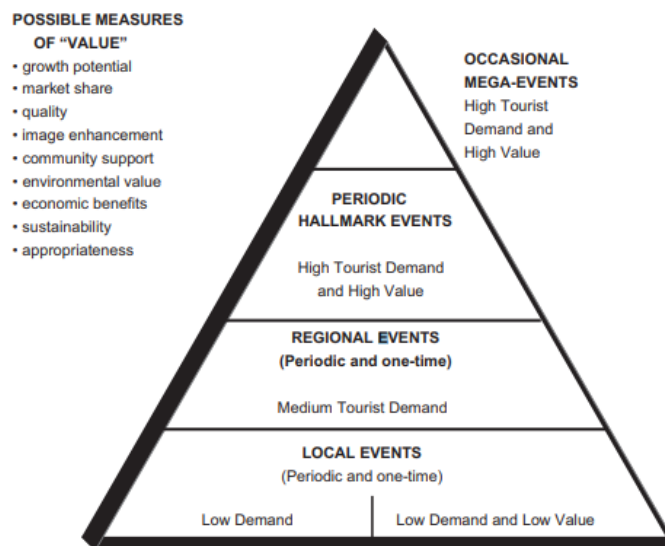 POSSIBLE MEASURES
OF “VALUE”
• growth potential
• market share
• quality
• image enhancement
• community support
• environmental value
• economic benefits
• sustainability
• appropriateness
OCCASIONAL
MEGA-EVENTS
High Tourist
Demand and
High Value
PERIODIC
HALLMARK EVENTS
High Tourist Demand
and High Value
REGIONAL EVENTS
(Periodic and one-time)
Medium Tourist Demand
LOCAL EVENTS
(Periodic and one-time)
Low Demand
Low Demand and Low Value